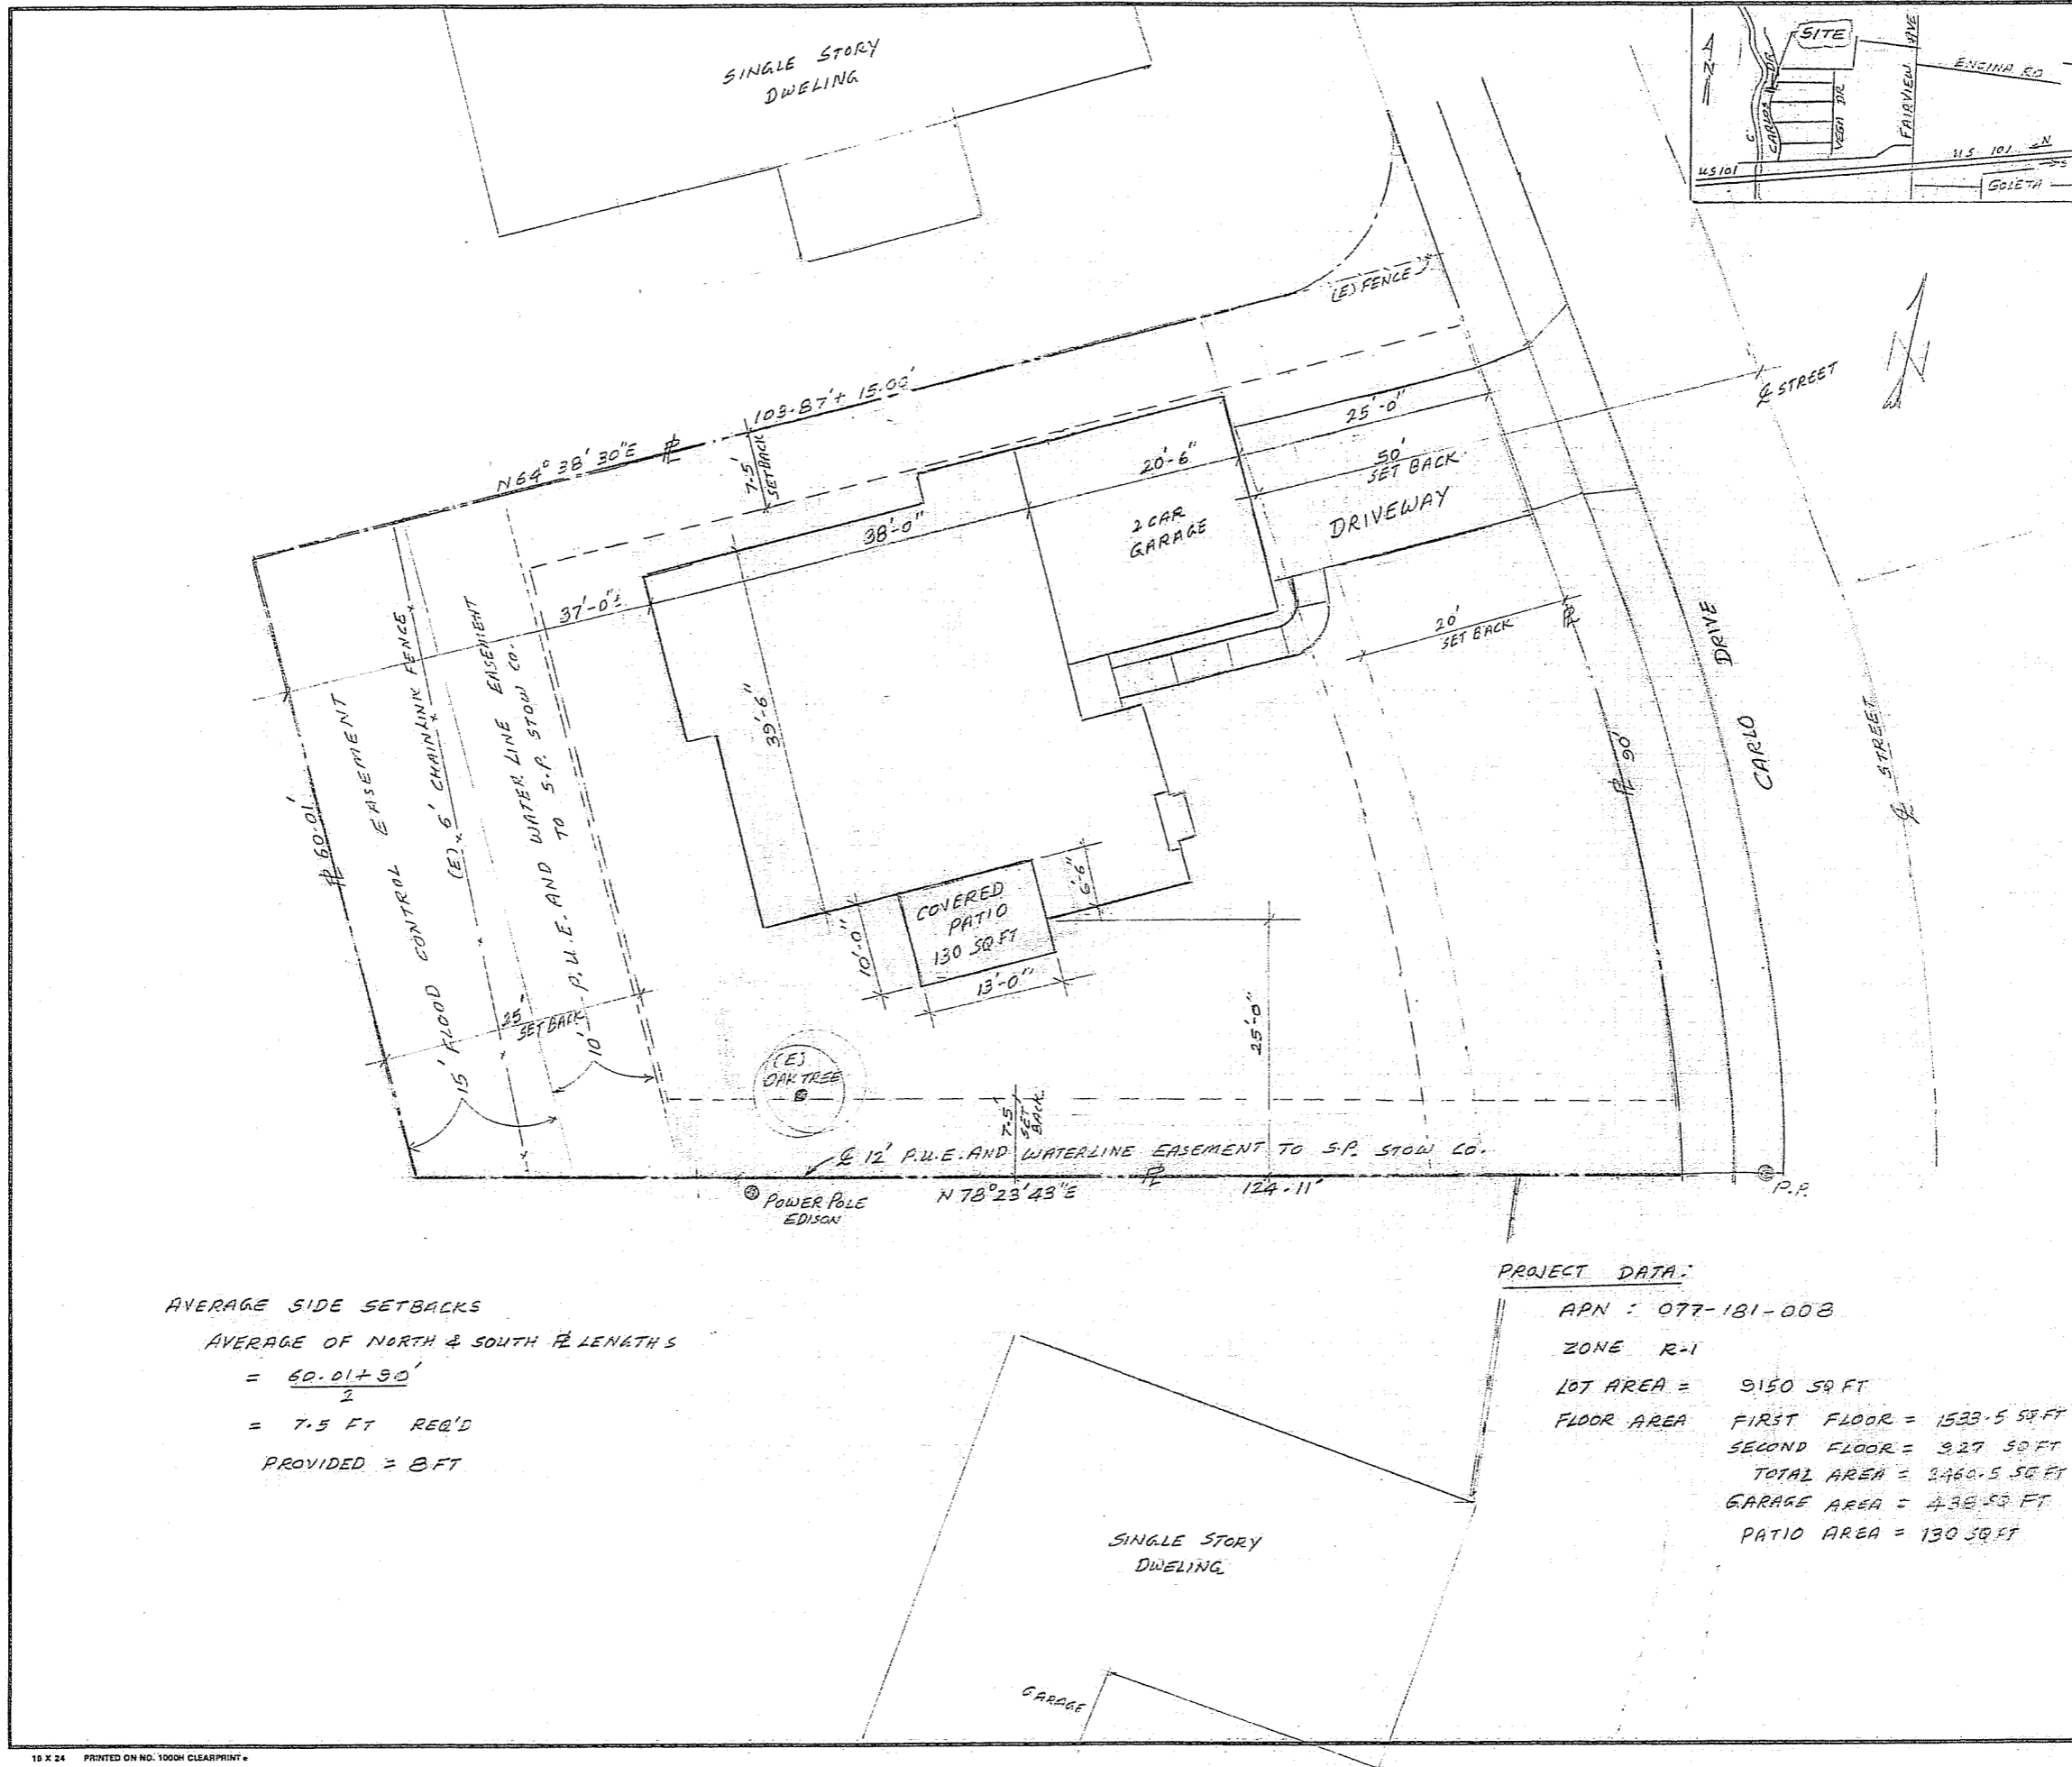 SINGLE STORY
DWELING
SITE
N
C. CARLOS DR
VEGA DR
FAIRVIEW AVE
ENCINA RD
US 101
US 101
N
S
GOLETA
(E) FENCE
℄ STREET
N
103.87'+ 15.00'
N64° 38' 30"E ℙL
7.5'
SETBACK
38'-0"
20'-6"
25'-0"
50'
SET BACK
2 CAR
GARAGE
DRIVEWAY
37'-0"±
20'
SET BACK
PL
39'-6"
PL 60.01'
15' FLOOD CONTROL EASEMENT
(E) 6' CHAINLINK FENCE
10' P.U.E. AND WATER LINE EASEMENT
TO S.P. STOW CO.
25'
SETBACK
PL 90'
CARLO DRIVE
℄ STREET
COVERED
PATIO
130 SQ FT
6'-6"
10'-0"
13'-0"
25'-0"
(E)
OAK TREE
7.5'
SET
BACK
℄ 12' P.U.E. AND WATERLINE EASEMENT TO S.P. STOW CO.
POWER POLE
EDISON
N 78°23'43"E
PL
124.11'
P.P.
AVERAGE SIDE SETBACKS
AVERAGE OF NORTH & SOUTH PL LENGTHS
= 60.01+90'
2
= 7.5 FT REQ'D
PROVIDED = 8 FT
PROJECT DATA:
APN : 077-181-008
ZONE R-1
LOT AREA = 9150 SQ FT
FLOOR AREA FIRST FLOOR = 1533.5 SQ FT
SECOND FLOOR = 927 SQ FT
TOTAL AREA = 2460.5 SQ FT
GARAGE AREA = 438 SQ FT
PATIO AREA = 130 SQ FT
SINGLE STORY
DWELING
GARAGE
18 X 24 PRINTED ON NO. 1000H CLEARPRINT